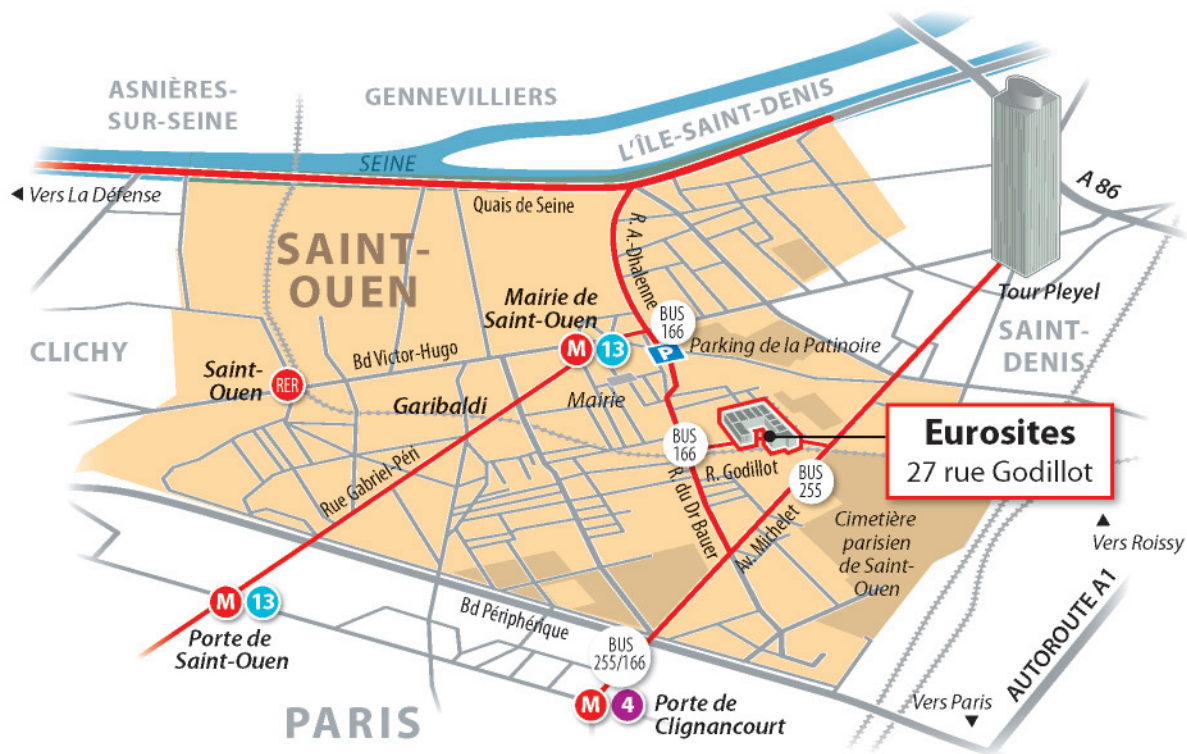 ASNIÈRES-
SUR-SEINE
GENNEVILLIERS
L'ÎLE-SAINT-DENIS
SEINE
◀ Vers La Défense
Quais de Seine
A 86
SAINT-
OUEN
R. A.-Dhalenne
Mairie de
Saint-Ouen
M 13
BUS
166
P
Parking de la Patinoire
Tour Pleyel
SAINT-
DENIS
CLICHY
Bd Victor-Hugo
Saint-
Ouen
RER
Garibaldi
Mairie
Eurosites
27 rue Godillot
P
BUS
166
R. Godillot
BUS
255
Rue Gabriel-Péri
R. du Dr Bauer
Av. Michelet
Cimetière
parisien
de Saint-
Ouen
▲
Vers Roissy
M 13
Porte de
Saint-Ouen
Bd Périphérique
BUS
255/166
M 4
Porte de
Clignancourt
PARIS
Vers Paris
▼
AUTOROUTE A1